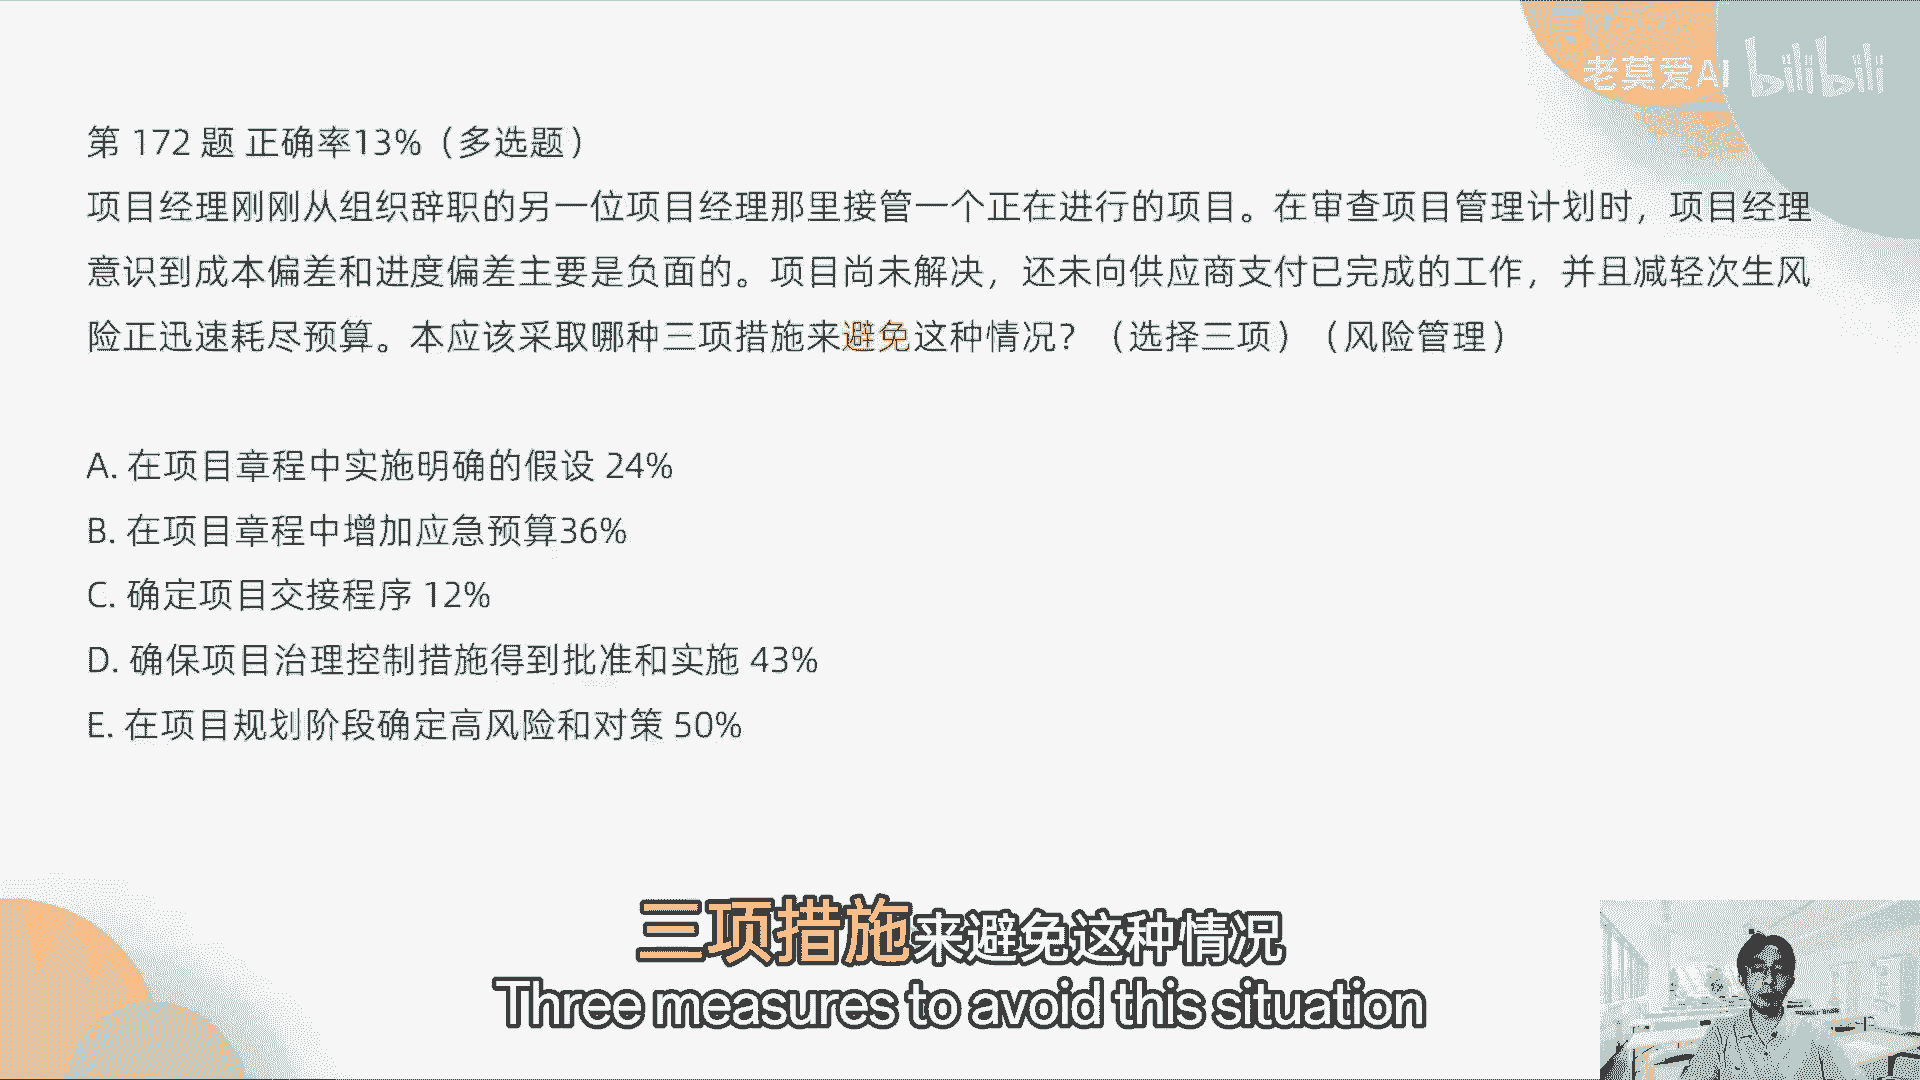 老莫爱AI bilibili
第 172 题 正确率13%（多选题）
项目经理刚刚从组织辞职的另一位项目经理那里接管一个正在进行的项目。在审查项目管理计划时，项目经理
意识到成本偏差和进度偏差主要是负面的。项目尚未解决，还未向供应商支付已完成的工作，并且减轻次生风
险正迅速耗尽预算。本应该采取哪种三项措施来避免这种情况？（选择三项）（风险管理）
A. 在项目章程中实施明确的假设 24%
B. 在项目章程中增加应急预算36%
C. 确定项目交接程序 12%
D. 确保项目治理控制措施得到批准和实施 43%
E. 在项目规划阶段确定高风险和对策 50%
三项措施来避免这种情况
Three measures to avoid this situation